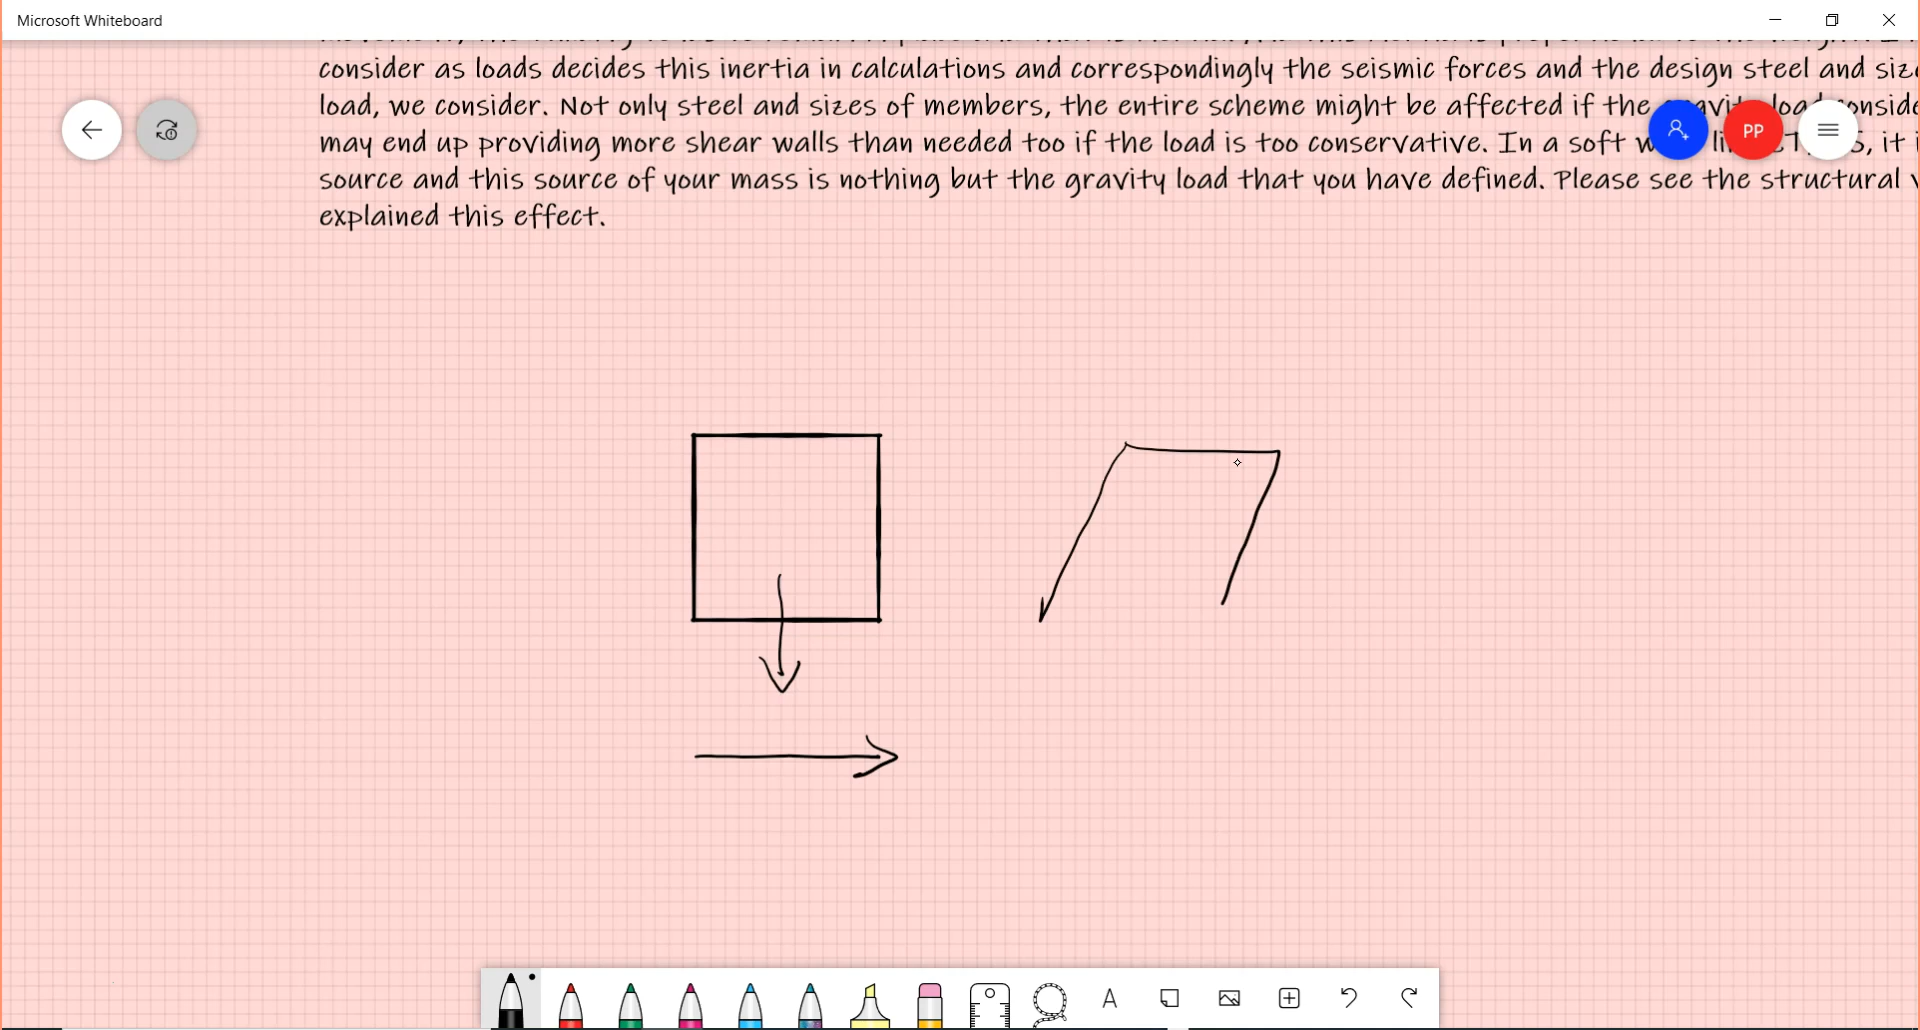 Microsoft Whiteboard
consider as loads decides this inertia in calculations and correspondingly the seismic forces and the design steel and
load, we consider. Not only steel and sizes of members, the entire scheme might be affected if the
may end up providing more shear walls than needed too if the load is too conservative. In a soft
source and this source of your mass is nothing but the gravity load that you have defined. Please see the structural
explained this effect.
PP
A